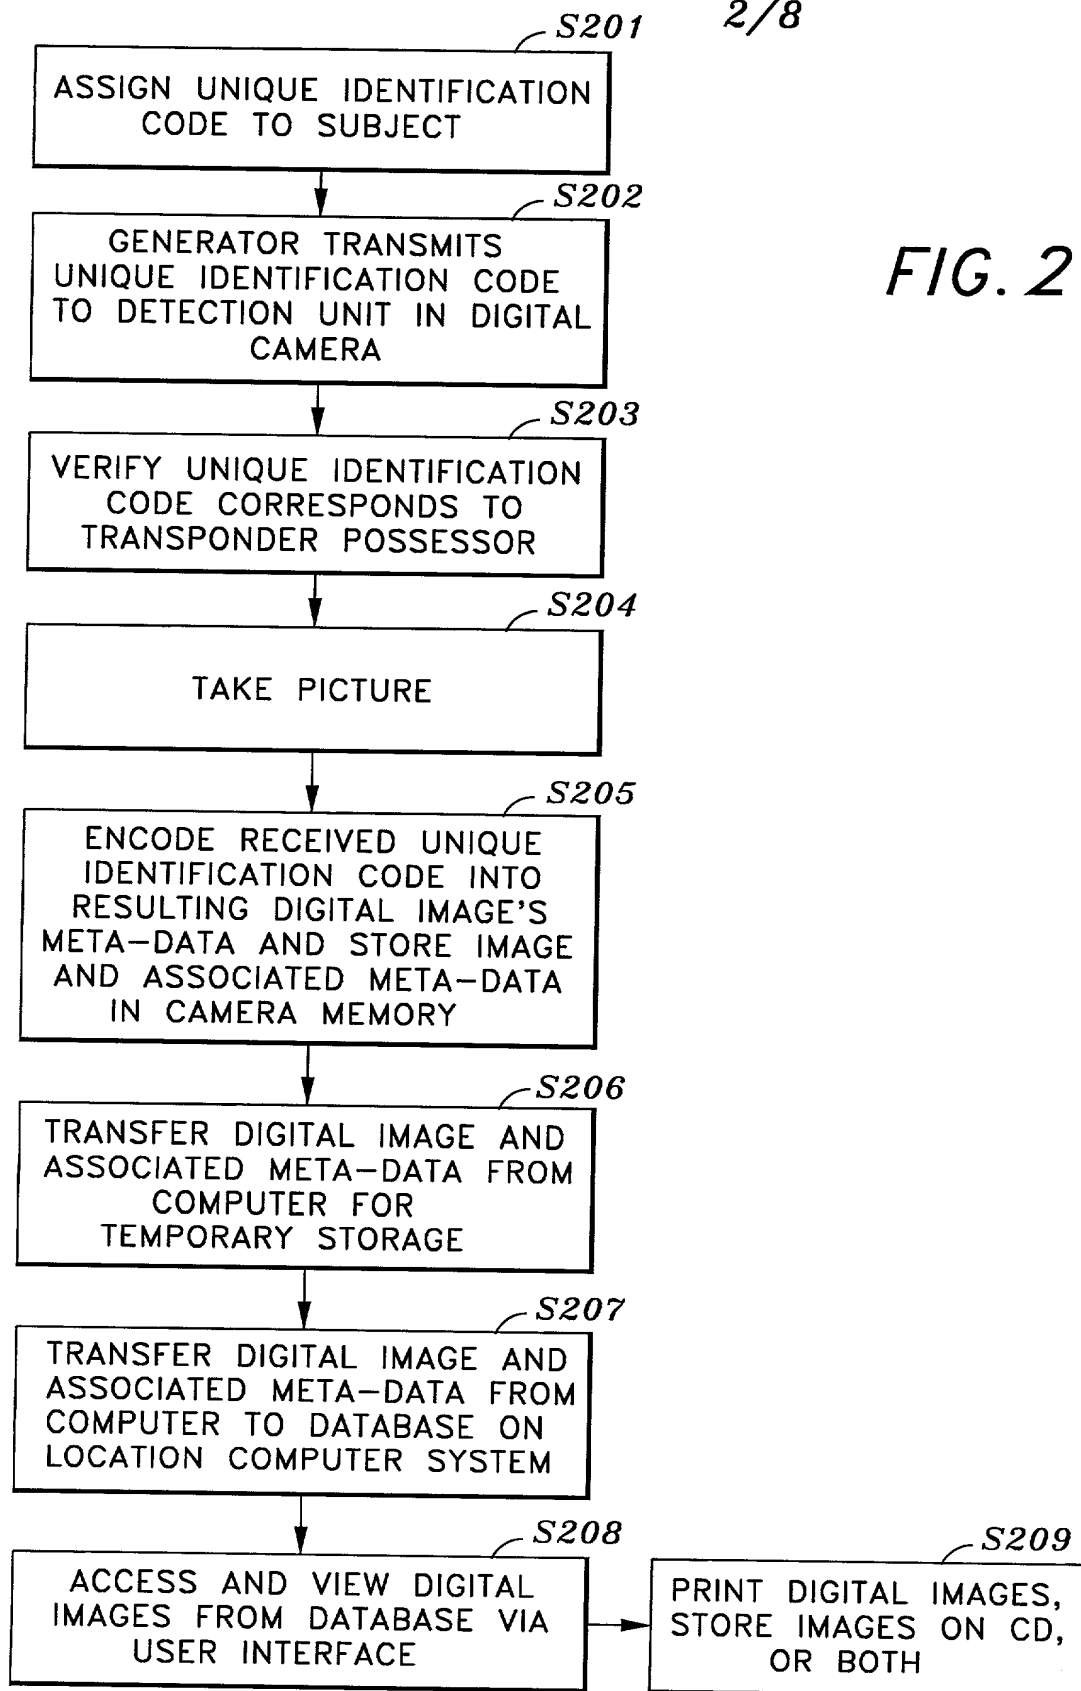 2/8
S201
ASSIGN UNIQUE IDENTIFICATION
CODE TO SUBJECT
S202
GENERATOR TRANSMITS
UNIQUE IDENTIFICATION CODE
TO DETECTION UNIT IN DIGITAL
CAMERA
FIG. 2
S203
VERIFY UNIQUE IDENTIFICATION
CODE CORRESPONDS TO
TRANSPONDER POSSESSOR
S204
TAKE PICTURE
S205
ENCODE RECEIVED UNIQUE
IDENTIFICATION CODE INTO
RESULTING DIGITAL IMAGE'S
META-DATA AND STORE IMAGE
AND ASSOCIATED META-DATA
IN CAMERA MEMORY
S206
TRANSFER DIGITAL IMAGE AND
ASSOCIATED META-DATA FROM
COMPUTER FOR
TEMPORARY STORAGE
S207
TRANSFER DIGITAL IMAGE AND
ASSOCIATED META-DATA FROM
COMPUTER TO DATABASE ON
LOCATION COMPUTER SYSTEM
S208
ACCESS AND VIEW DIGITAL
IMAGES FROM DATABASE VIA
USER INTERFACE
S209
PRINT DIGITAL IMAGES,
STORE IMAGES ON CD,
OR BOTH